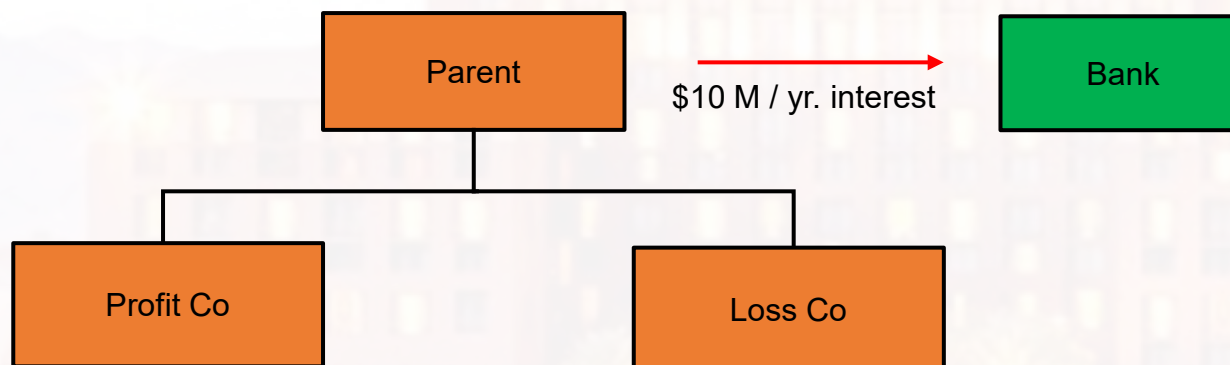 Parent
$10 M / yr. interest
Bank
Profit Co
Loss Co